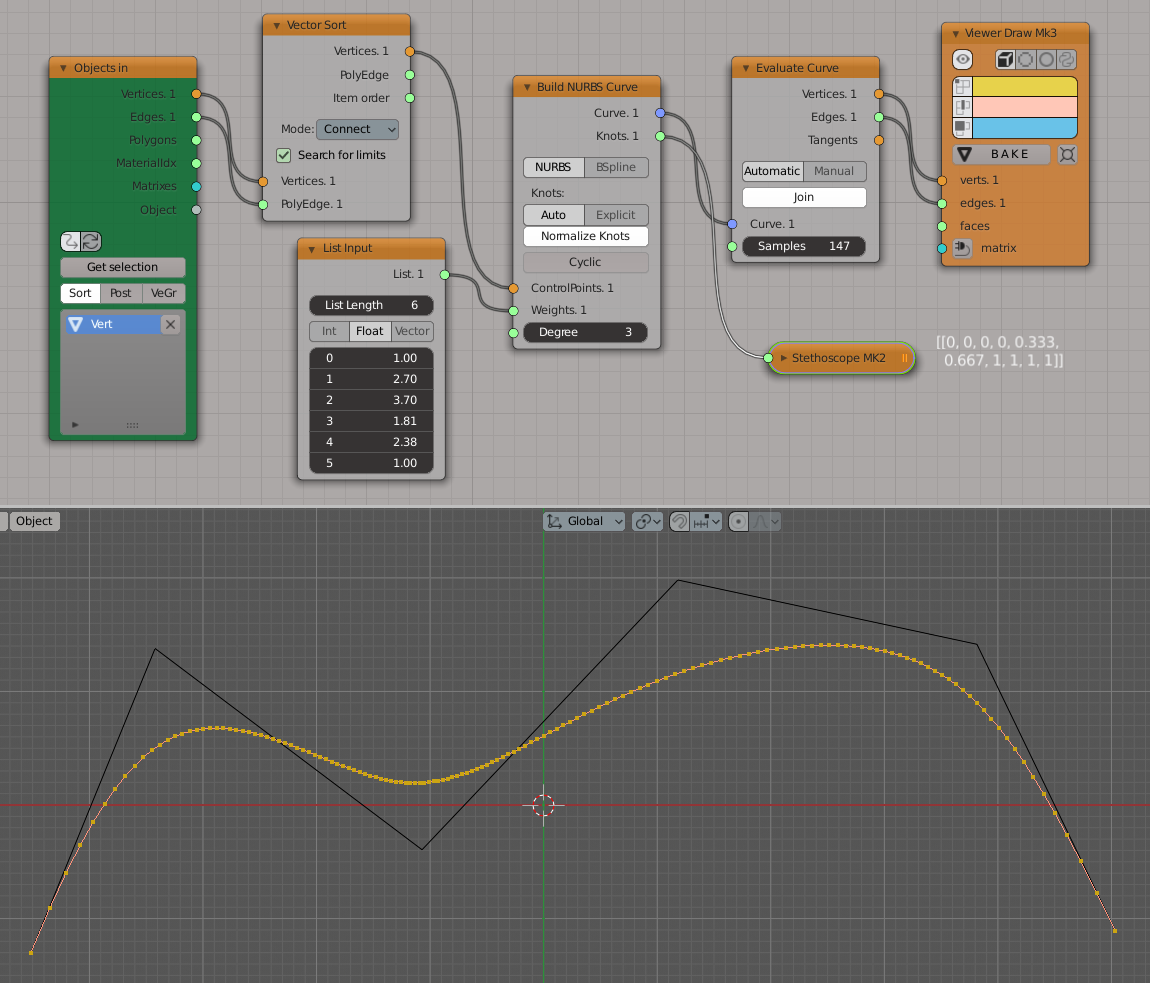 Objects in
Vertices. 1
Edges. 1
Polygons
MaterialIdx
Matrixes
Object
Get selection
Sort Post VeGr
Vert
Vector Sort
Vertices. 1
PolyEdge
Item order
Mode: Connect
Search for limits
Vertices. 1
PolyEdge. 1
List Input
List. 1
List Length 6
Int Float Vector
0 1.00
1 2.70
2 3.70
3 1.81
4 2.38
5 1.00
Build NURBS Curve
Curve. 1
Knots. 1
NURBS BSpline
Knots:
Auto Explicit
Normalize Knots
Cyclic
ControlPoints. 1
Weights. 1
Degree 3
Evaluate Curve
Vertices. 1
Edges. 1
Tangents
Automatic Manual
Join
Curve. 1
Samples 147
Viewer Draw Mk3
BAKE
verts. 1
edges. 1
faces
matrix
Stethoscope MK2
[[0, 0, 0, 0, 0.333,
0.667, 1, 1, 1, 1]]
Object
Global